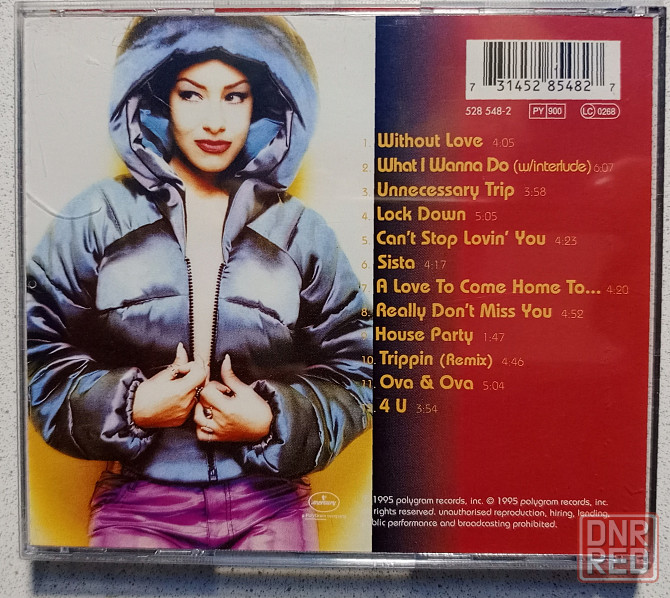 7 31452 85482 7
528 548-2 PY 900 LC 0268
1. Without Love 4:05
2. What I Wanna Do (w/interlude) 6:07
3. Unnecessary Trip 3:58
4. Lock Down 5:05
5. Can't Stop Lovin' You 4:23
6. Sista 4:17
7. A Love To Come Home To... 4:20
8. Really Don't Miss You 4:52
9. House Party 1:47
10. Trippin (Remix) 4:46
11. Ova & Ova 5:04
12. 4 U 3:54
1995 polygram records, inc. © 1995 polygram records, inc.
rights reserved. unauthorised reproduction, hiring, lending,
blic performance and broadcasting prohibited.
mercury
DNR
RED